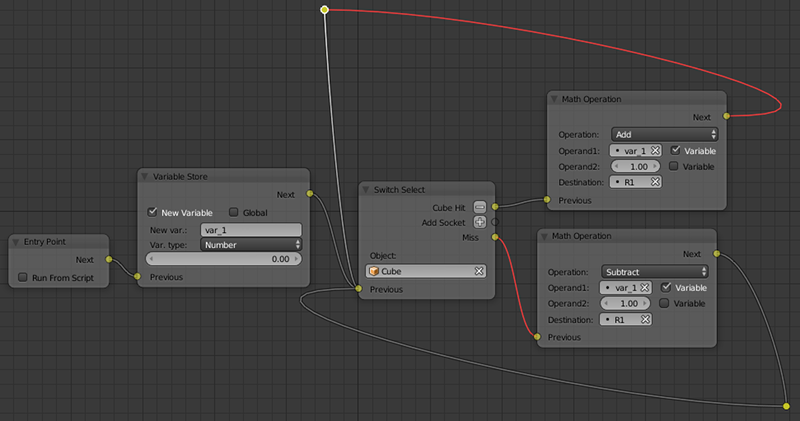 Entry Point
Next
Run From Script
Previous
Variable Store
Next
New Variable Global
New var.: var_1
Var. type: Number
0.00
Previous
Switch Select
Cube Hit
Add Socket
Miss
Object:
Cube
Previous
Math Operation
Next
Operation: Add
Operand1: var_1 Variable
Operand2: 1.00 Variable
Destination: R1
Previous
Math Operation
Next
Operation: Subtract
Operand1: var_1 Variable
Operand2: 1.00 Variable
Destination: R1
Previous